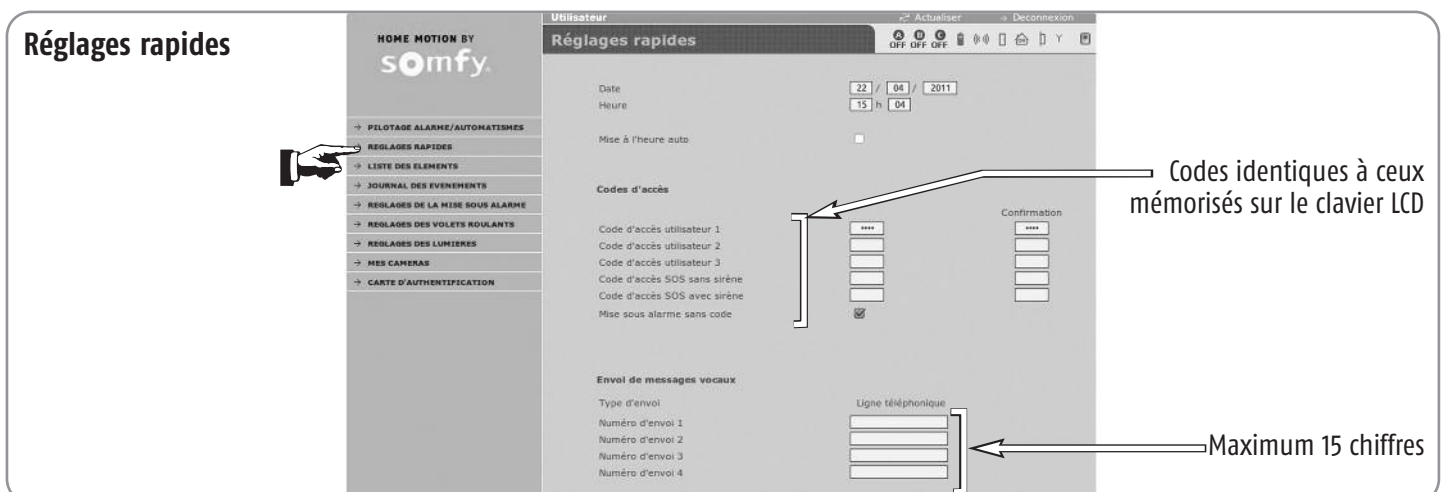 Réglages rapides
HOME MOTION BY
somfy.
→ PILOTAGE ALARME/AUTOMATISMES
→ REGLAGES RAPIDES
→ LISTE DES ELEMENTS
→ JOURNAL DES EVENEMENTS
→ REGLAGES DE LA MISE SOUS ALARME
→ REGLAGES DES VOLETS ROULANTS
→ REGLAGES DES LUMIERES
→ MES CAMERAS
→ CARTE D'AUTHENTIFICATION
Utilisateur
Actualiser → Deconnexion
Réglages rapides
A B C
OFF OFF OFF
Date 22 / 04 / 2011
Heure 15 h 04
Mise à l'heure auto
Codes d'accès
Confirmation
Code d'accès utilisateur 1 •••• ••••
Code d'accès utilisateur 2
Code d'accès utilisateur 3
Code d'accès SOS sans sirène
Code d'accès SOS avec sirène
Mise sous alarme sans code
Codes identiques à ceux
mémorisés sur le clavier LCD
Envoi de messages vocaux
Type d'envoi Ligne téléphonique
Numéro d'envoi 1
Numéro d'envoi 2
Numéro d'envoi 3
Numéro d'envoi 4
Maximum 15 chiffres